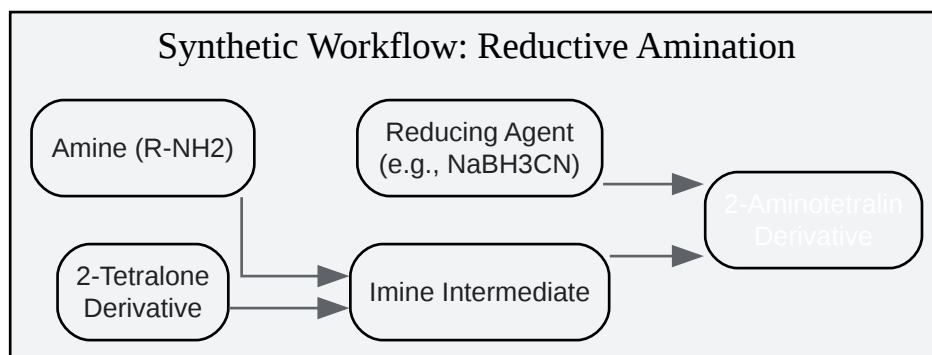 Synthetic Workflow: Reductive Amination
Amine (R-NH2)
Reducing Agent
(e.g., NaBH3CN)
2-Aminotetralin
Derivative
2-Tetralone
Derivative
Imine Intermediate